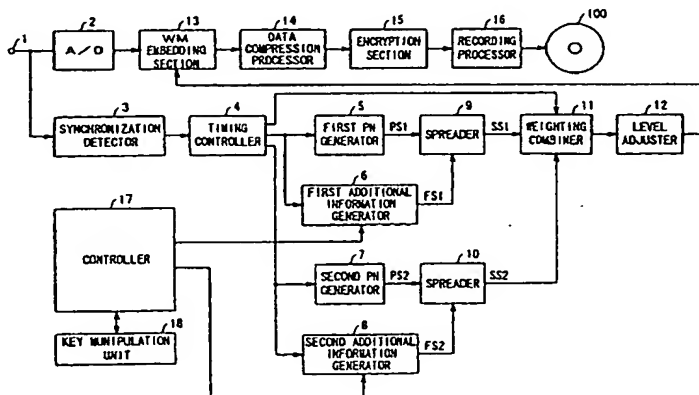 1
2
A/D
13
WM
EMBEDDING
SECTION
14
DATA
COMPRESSION
PROCESSOR
15
ENCRYPTION
SECTION
16
RECORDING
PROCESSOR
100
3
SYNCHRONIZATION
DETECTOR
4
TIMING
CONTROLLER
5
FIRST PN
GENERATOR
PS1
9
SPREADER
SS1
11
WEIGHTING
COMBINER
12
LEVEL
ADJUSTER
6
FIRST ADDITIONAL
INFORMATION
GENERATOR
FS1
17
CONTROLLER
7
SECOND PN
GENERATOR
PS2
10
SPREADER
SS2
18
KEY MUNIPULATION
UNIT
8
SECOND ADDITIONAL
INFORMATION
GENERATOR
FS2